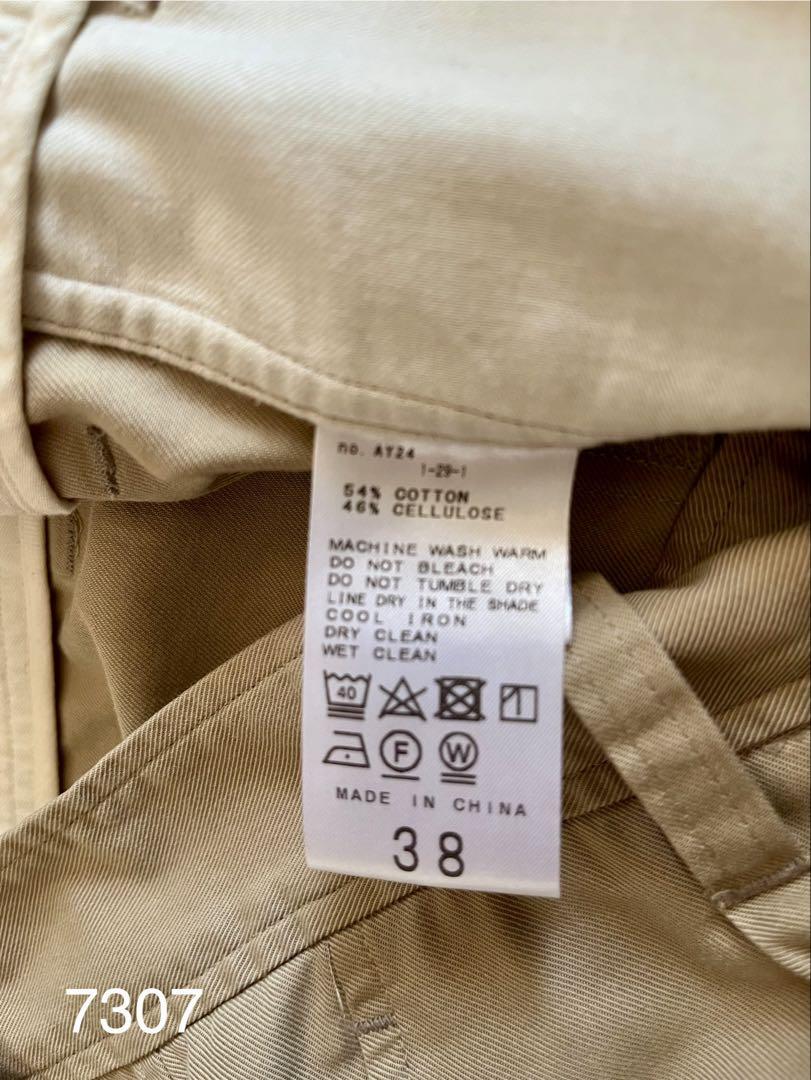 no. AY24
1-29-1
54% COTTON
46% CELLULOSE
MACHINE WASH WARM
DO NOT BLEACH
DO NOT TUMBLE DRY
LINE DRY IN THE SHADE
COOL IRON
DRY CLEAN
WET CLEAN
40
F W
MADE IN CHINA
38
7307